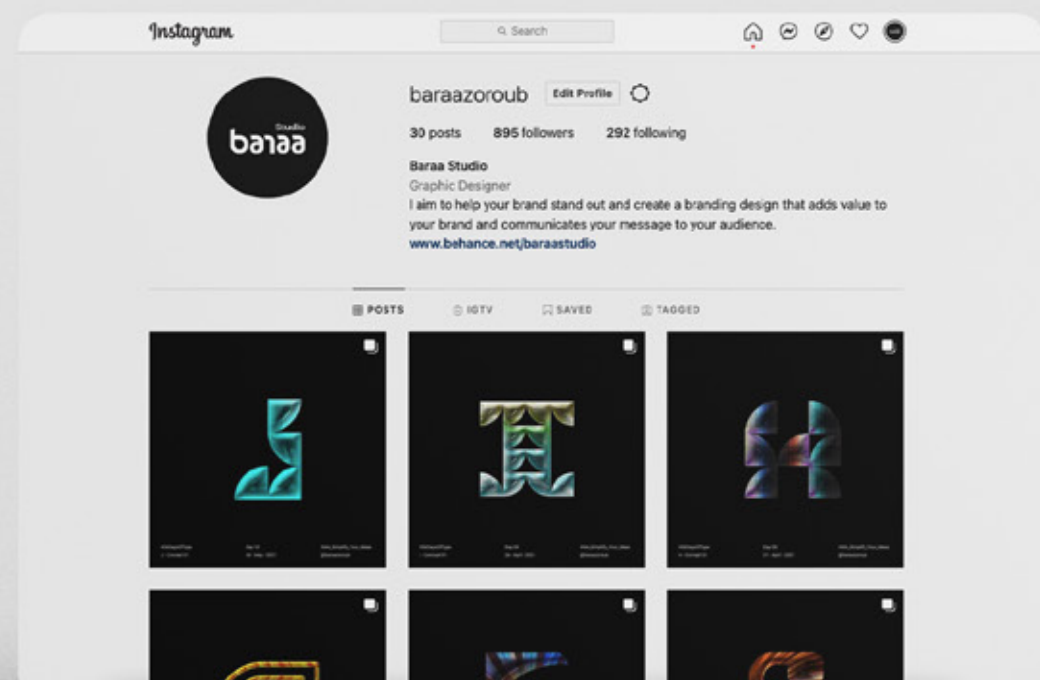 Instagram
Search
Studio
baraa
baraazoroub
Edit Profile
30 posts 895 followers 292 following
Baraa Studio
Graphic Designer
I aim to help your brand stand out and create a branding design that adds value to
your brand and communicates your message to your audience.
www.behance.net/baraastudio
POSTS IGTV SAVED TAGGED
J I H